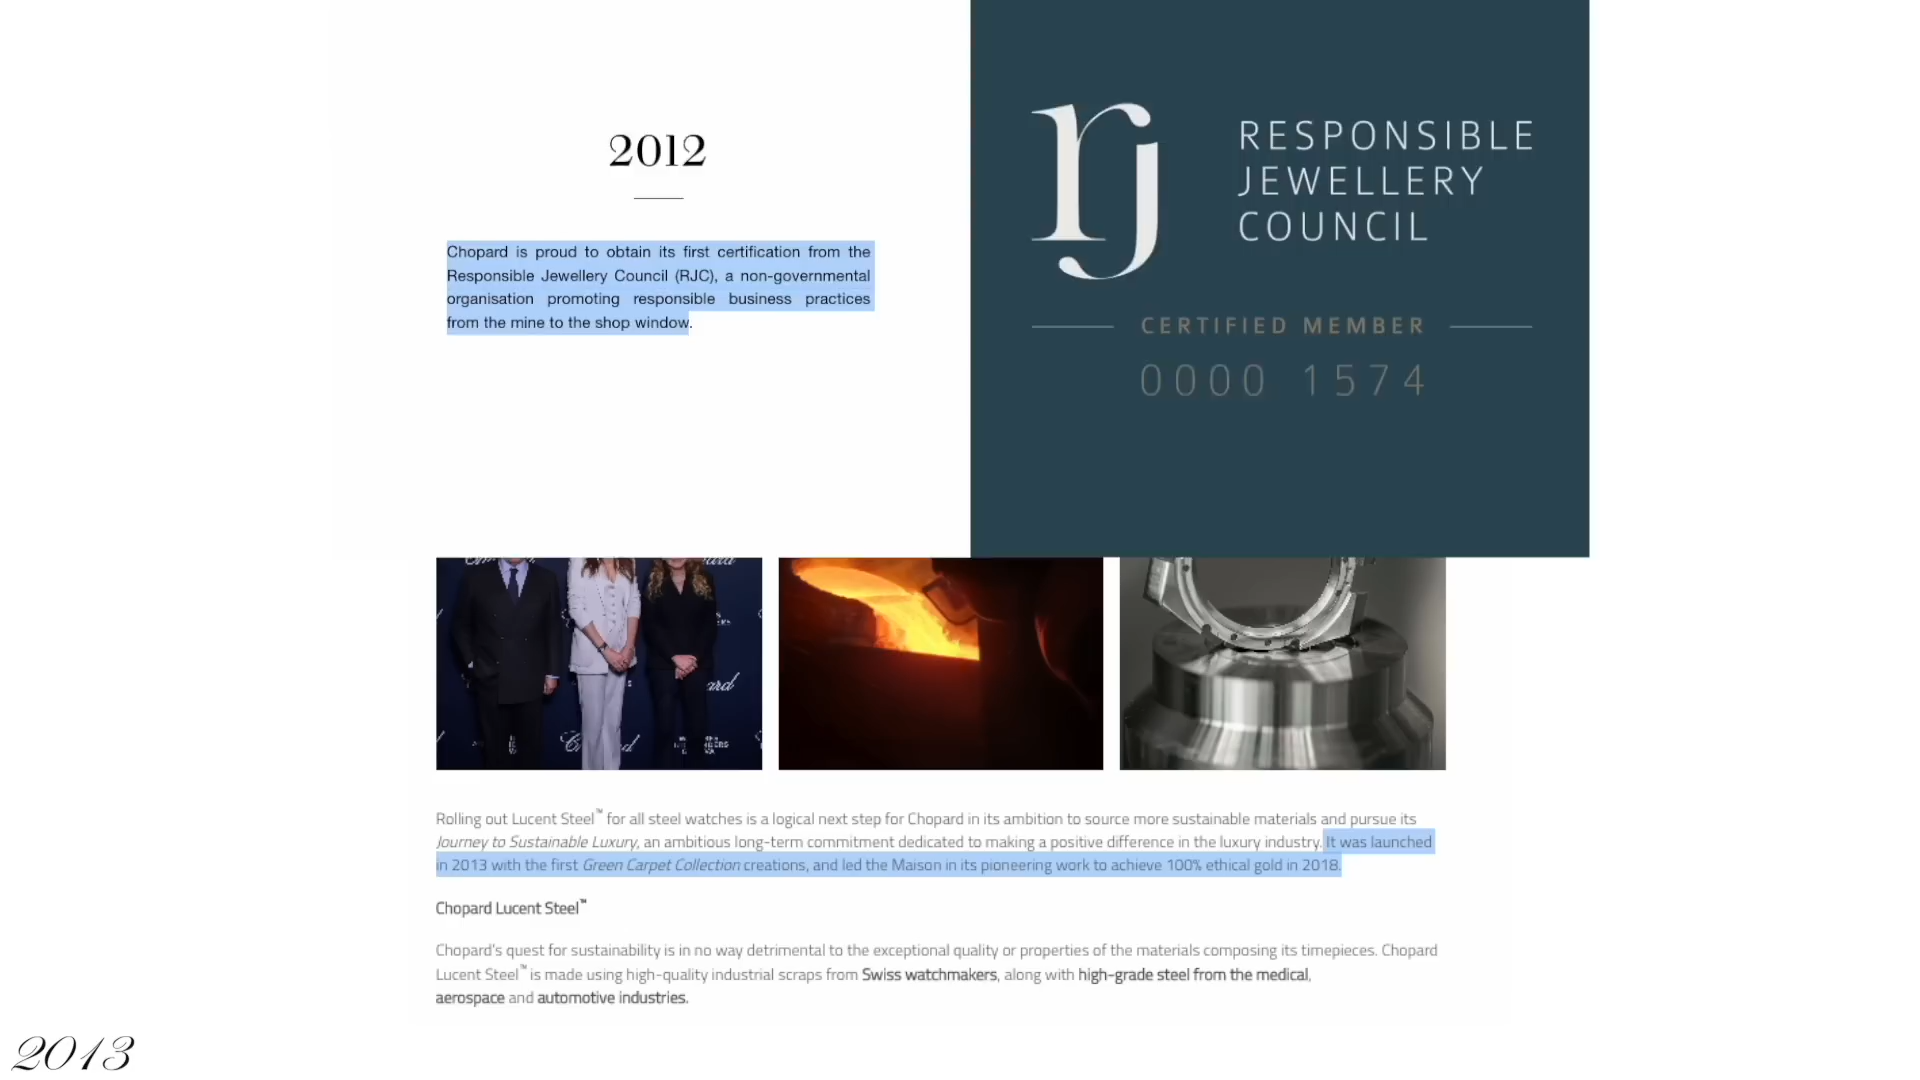 2012
Chopard is proud to obtain its first certification from the
Responsible Jewellery Council (RJC), a non-governmental
organisation promoting responsible business practices
from the mine to the shop window.
rj
RESPONSIBLE
JEWELLERY
COUNCIL
CERTIFIED MEMBER
0000 1574
Chopard
Rolling out Lucent Steel™ for all steel watches is a logical next step for Chopard in its ambition to source more sustainable materials and pursue its
Journey to Sustainable Luxury, an ambitious long-term commitment dedicated to making a positive difference in the luxury industry. It was launched
in 2013 with the first Green Carpet Collection creations, and led the Maison in its pioneering work to achieve 100% ethical gold in 2018.
Chopard Lucent Steel™
Chopard's quest for sustainability is in no way detrimental to the exceptional quality or properties of the materials composing its timepieces. Chopard
Lucent Steel™ is made using high-quality industrial scraps from Swiss watchmakers, along with high-grade steel from the medical,
aerospace and automotive industries.
2013